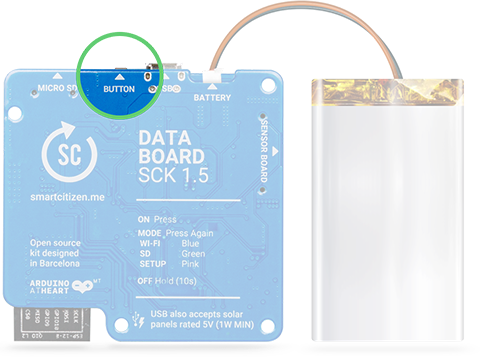 MICRO SD
BUTTON
USB
BATTERY
SENSOR BOARD
SC
smartcitizen.me
DATA
BOARD
SCK 1.5
ON Press
MODE Press Again
WI-FI Blue
SD Green
SETUP Pink
OFF Hold (10s)
Open source
kit designed
in Barcelona
ARDUINO
ATHEART
USB also accepts solar
panels rated 5V (1W MIN)